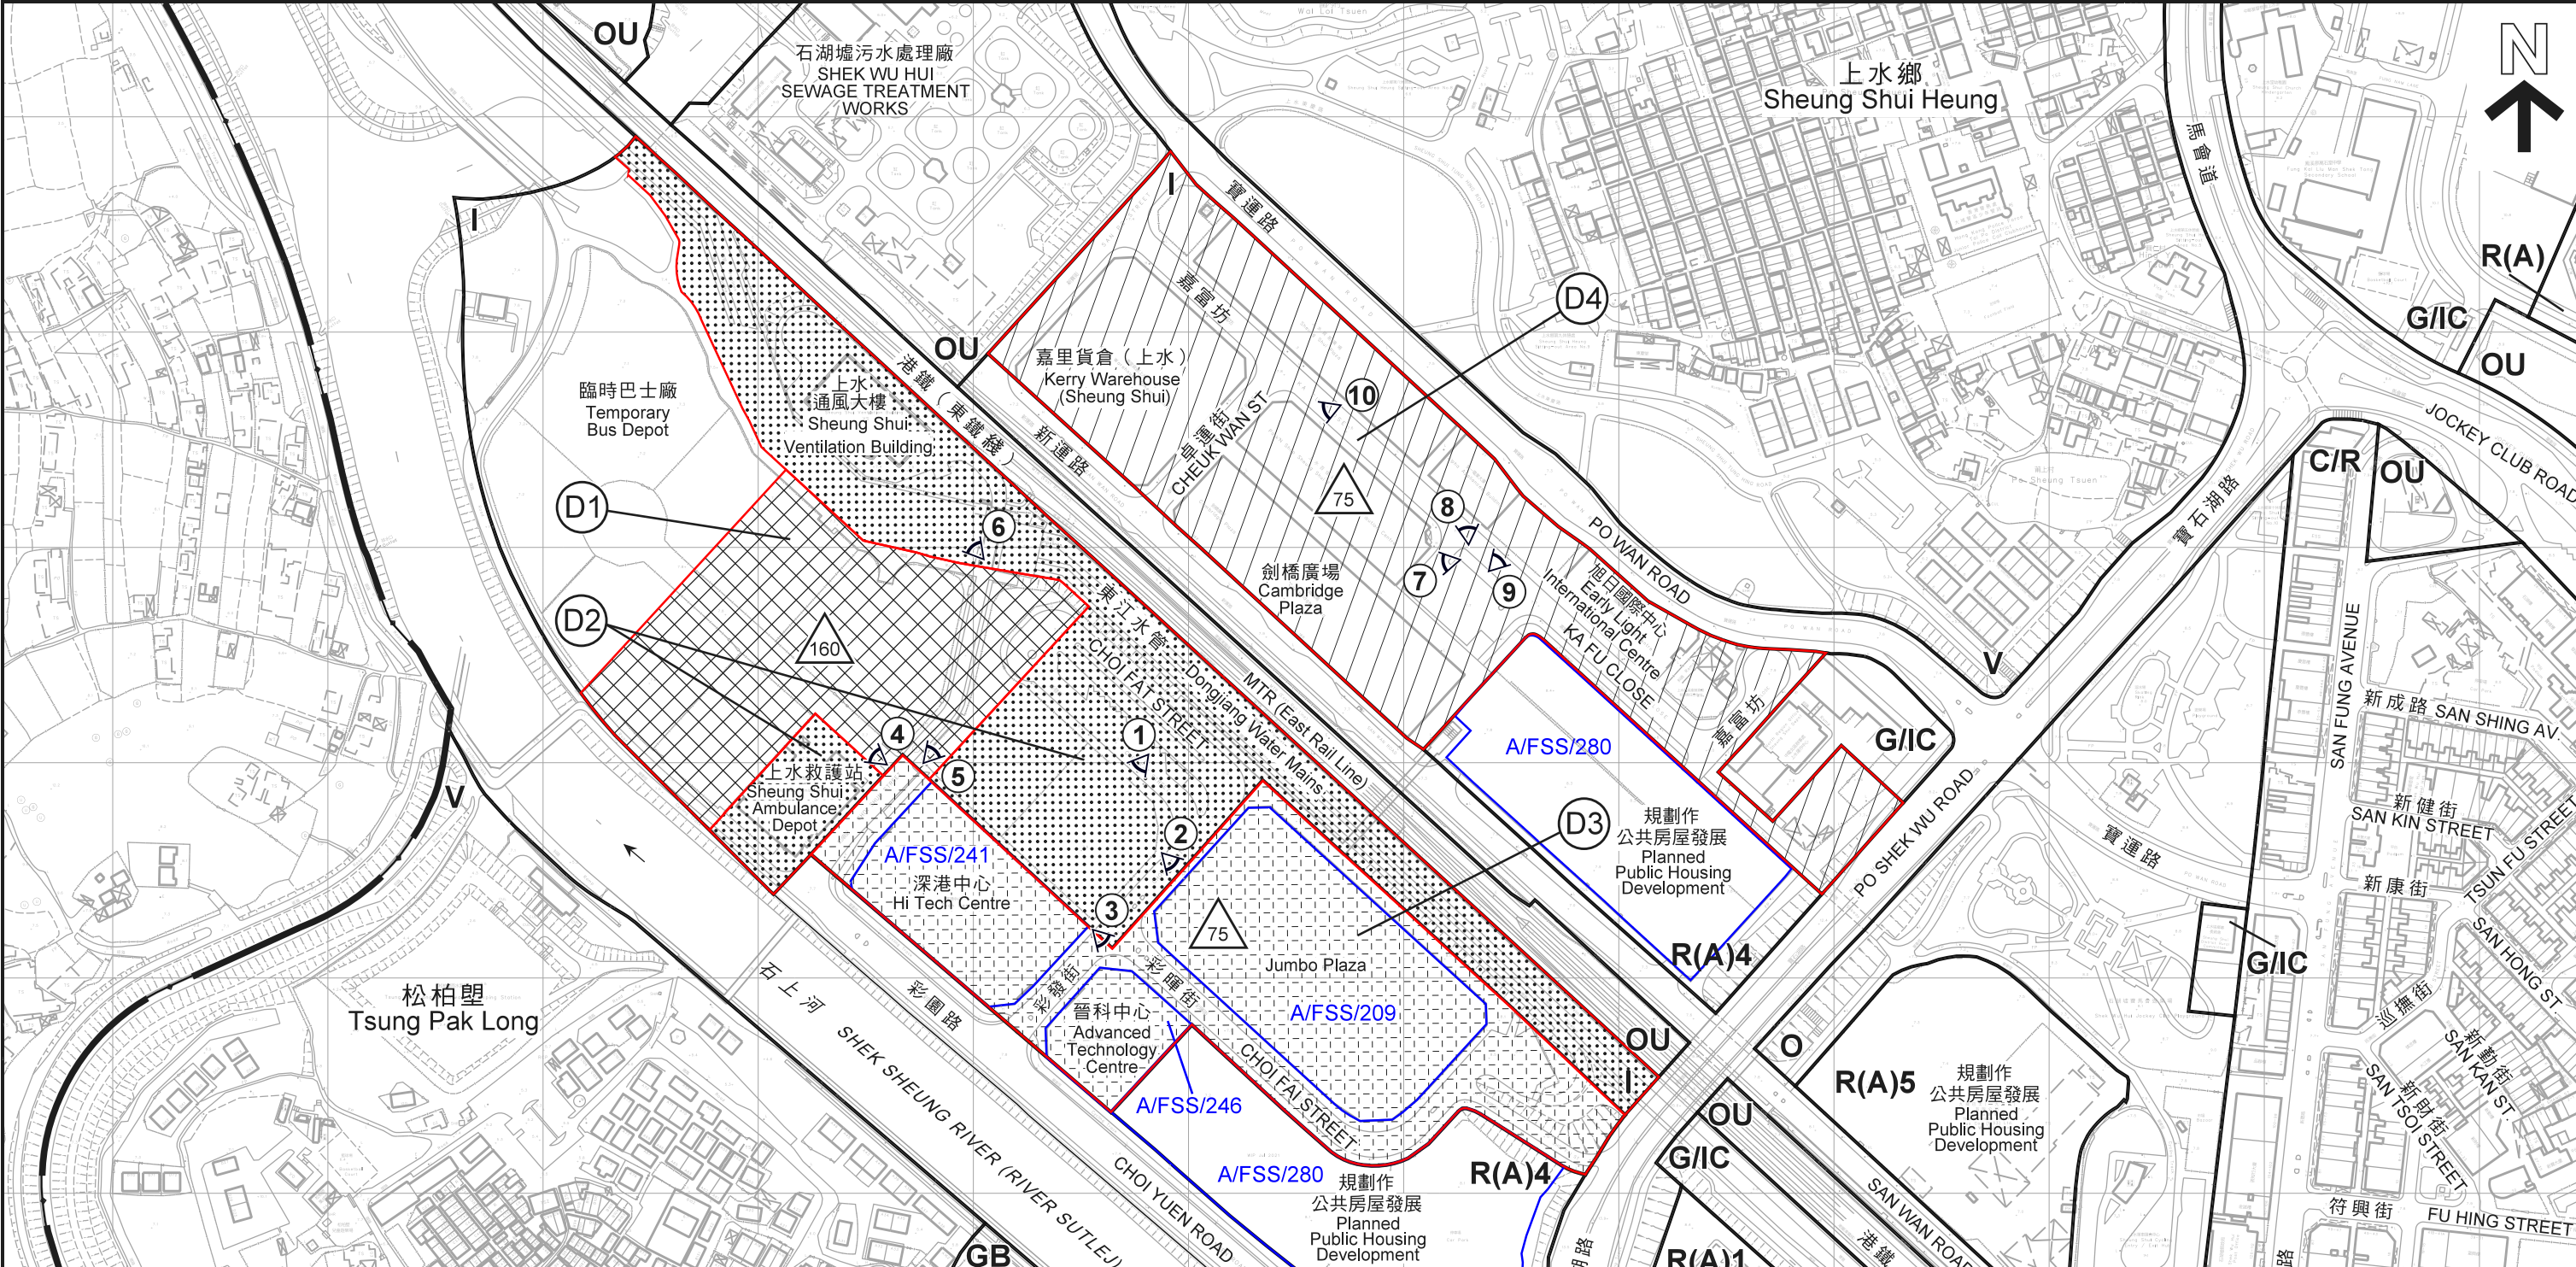 OU
石湖墟污水處理廠
SHEK WU HUI
SEWAGE TREATMENT
WORKS
上水鄉
Sheung Shui Heung
N
馬會道
I
I
寶運路
嘉富坊
D4
R(A)
G/IC
OU
OU
港鐵（東鐵綫）
嘉里貨倉（上水）
Kerry Warehouse
(Sheung Shui)
臨時巴士廠
Temporary
Bus Depot
上水
通風大樓
Sheung Shui
Ventilation Building
新運路
卓運街
CHEUK WAN ST
10
75
JOCKEY CLUB ROAD
C/R
OU
寶石湖路
D1
6
8
7
9
PO WAN ROAD
劍橋廣場
Cambridge
Plaza
旭日國際中心
Early Light
International Centre
KA FU CLOSE
D2
160
東江水管
Dongjiang Water Mains
CHOI FAT STREET
MTR (East Rail Line)
V
SAN FUNG AVENUE
新成路 SAN SHING AV.
嘉富坊
G/IC
A/FSS/280
4
5
1
2
3
上水救護站
Sheung Shui
Ambulance
Depot
V
A/FSS/241
深港中心
Hi Tech Centre
D3
規劃作
公共房屋發展
Planned
Public Housing
Development
PO SHEK WU ROAD
寶運路
新健街
SAN KIN STREET
TSUN FU STREET
新康街
SAN HONG ST.
75
Jumbo Plaza
R(A)4
G/IC
松柏塱
Tsung Pak Long
石上河
SHEK SHEUNG RIVER (RIVER SUTLEJ)
彩園路
CHOI YUEN ROAD
彩發街
彩暉街
晉科中心
Advanced
Technology
Centre
A/FSS/209
CHOI FAI STREET
A/FSS/246
OU
I
O
R(A)5
規劃作
公共房屋發展
Planned
Public Housing
Development
巡撫街
新勤街
SAN KAN ST.
新財街
SAN TSOI STREET
OU
G/IC
A/FSS/280
R(A)4
規劃作
公共房屋發展
Planned
Public Housing
Development
GB
R(A)1
SAN WAN ROAD
港鐵
符興街
FU HING STREET